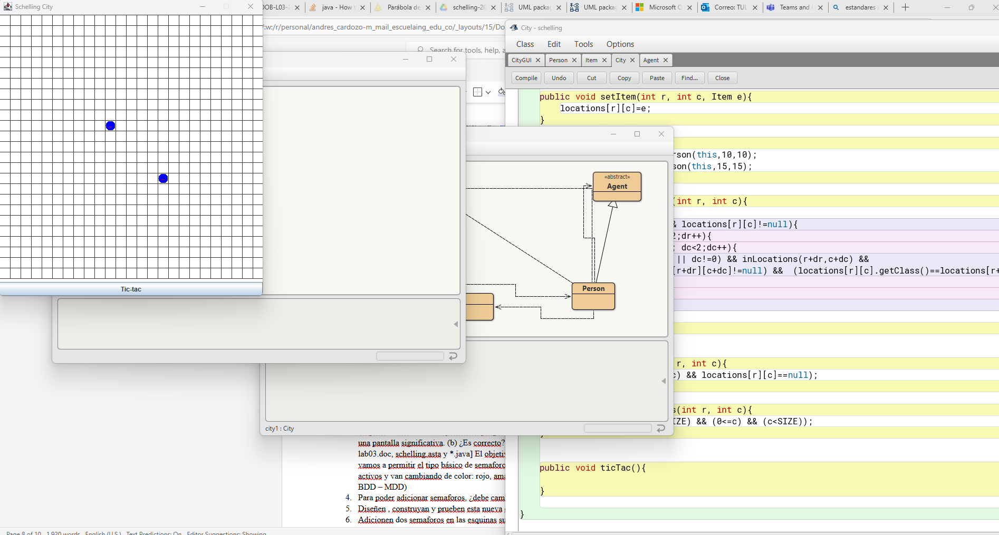 Schelling City
OOB-L03-2
java - How t
Parábola de
schelling-20
UML packag
UML packag
Microsoft O
Correo: TUL
Teams and
estandares
:w:/r/personal/andres_cardozo-m_mail_escuelaing_edu_co/_layouts/15/Do
Search for tools, help, a
Tic-tac
City - schelling
Class Edit Tools Options
CityGUI Person Item City Agent
Compile Undo Cut Copy Paste Find... Close
public void setItem(int r, int c, Item e){
locations[r][c]=e;
}
rson(this,10,10);
son(this,15,15);
(int r, int c){
& locations[r][c]!=null){
2;dr++){
; dc<2;dc++){
|| dc!=0) && inLocations(r+dr,c+dc) &&
[r+dr][c+dc]!=null) && (locations[r][c].getClass()==locations[r+
r, int c){
c) && locations[r][c]==null);
s(int r, int c){
IZE) && (0<=c) && (c<SIZE));
}
public void ticTac(){
}
}
«abstract»
Agent
Person
city1 : City
una pantalla significativa. (b) ¿Es correcto?
lab03.doc, schelling.asta y *.java] El objeti
vamos a permitir el tipo básico de semaforo
activos y van cambiando de color: rojo, ama
BDD – MDD)
4. Para poder adicionar semaforos, ¿debe cam
5. Diseñen , construyan y prueben esta nueva
6. Adicionen dos semaforos en las esquinas su
Page 8 of 10 1,920 words English (U.S.) Text Predictions: On Editor Suggestions: Showing